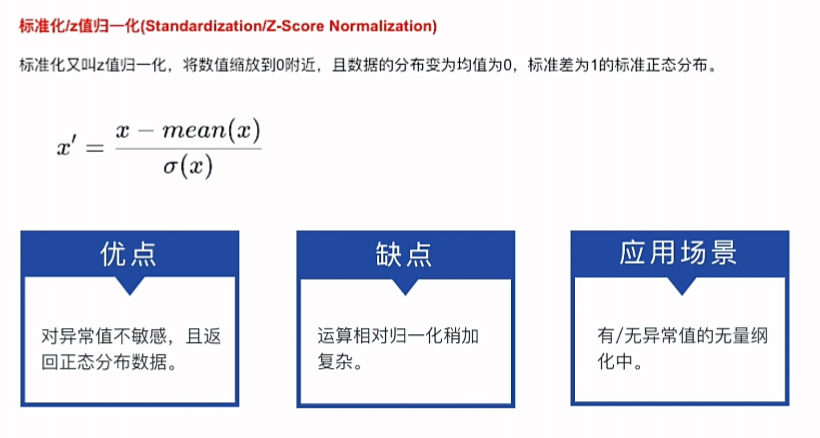 标准化/z值归一化(Standardization/Z-Score Normalization)
标准化又叫z值归一化，将数值缩放到0附近，且数据的分布变为均值为0，标准差为1的标准正态分布。
x′ = (x − mean(x)) / σ(x)
优点
对异常值不敏感，且返
回正态分布数据。
缺点
运算相对归一化稍加
复杂。
应用场景
有/无异常值的无量纲
化中。